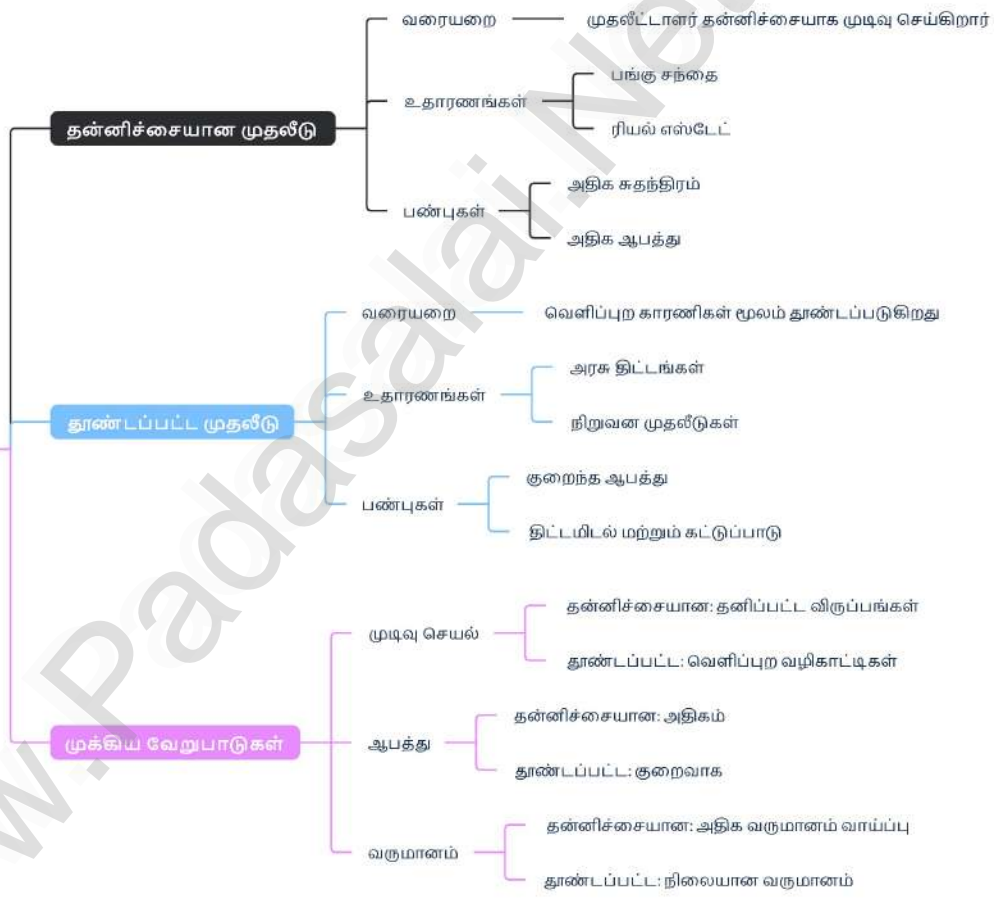 தன்னிச்சையான முதலீடு
வரையறை
முதலீட்டாளர் தன்னிச்சையாக முடிவு செய்கிறார்
உதாரணங்கள்
பங்கு சந்தை
ரியல் எஸ்டேட்
பண்புகள்
அதிக சுதந்திரம்
அதிக ஆபத்து
தூண்டப்பட்ட முதலீடு
வரையறை
வெளிப்புற காரணிகள் மூலம் தூண்டப்படுகிறது
உதாரணங்கள்
அரசு திட்டங்கள்
நிறுவன முதலீடுகள்
பண்புகள்
குறைந்த ஆபத்து
திட்டமிடல் மற்றும் கட்டுப்பாடு
முக்கிய வேறுபாடுகள்
முடிவு செயல்
தன்னிச்சையான: தனிப்பட்ட விருப்பங்கள்
தூண்டப்பட்ட: வெளிப்புற வழிகாட்டிகள்
ஆபத்து
தன்னிச்சையான: அதிகம்
தூண்டப்பட்ட: குறைவாக
வருமானம்
தன்னிச்சையான: அதிக வருமானம் வாய்ப்பு
தூண்டப்பட்ட: நிலையான வருமானம்
w.Padasalai.Net